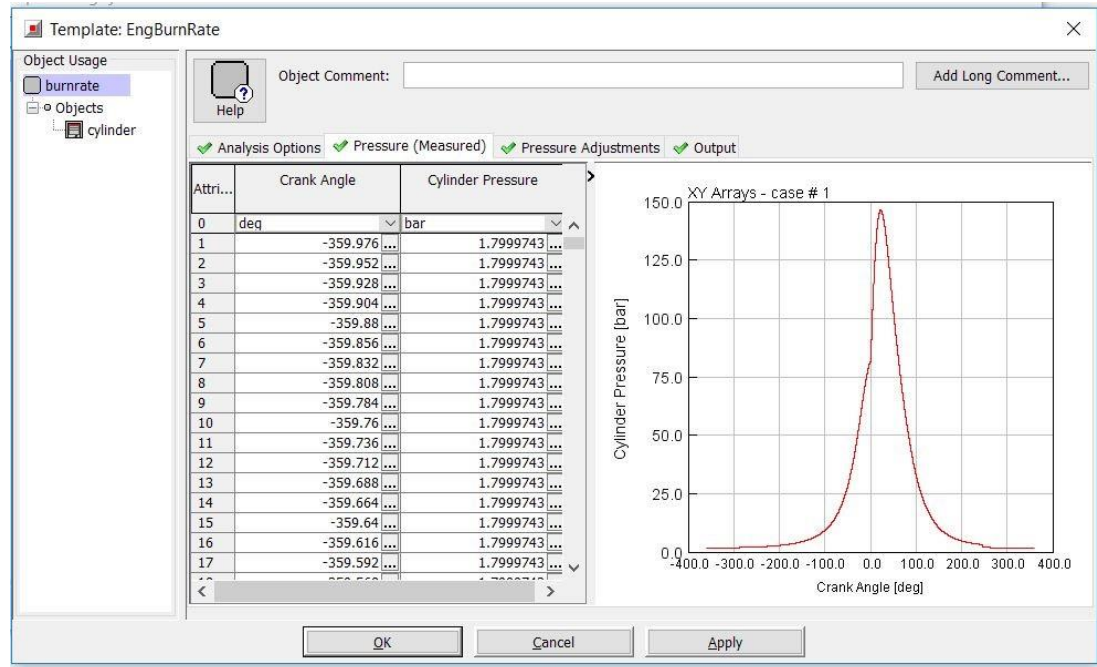 Template: EngBurnRate
Object Usage
burnrate
Objects
cylinder
Help
Object Comment:
Add Long Comment...
Analysis Options
Pressure (Measured)
Pressure Adjustments
Output
Attri... Crank Angle Cylinder Pressure
0 deg bar
1 -359.976 ... 1.7999743 ...
2 -359.952 ... 1.7999743 ...
3 -359.928 ... 1.7999743 ...
4 -359.904 ... 1.7999743 ...
5 -359.88 ... 1.7999743 ...
6 -359.856 ... 1.7999743 ...
7 -359.832 ... 1.7999743 ...
8 -359.808 ... 1.7999743 ...
9 -359.784 ... 1.7999743 ...
10 -359.76 ... 1.7999743 ...
11 -359.736 ... 1.7999743 ...
12 -359.712 ... 1.7999743 ...
13 -359.688 ... 1.7999743 ...
14 -359.664 ... 1.7999743 ...
15 -359.64 ... 1.7999743 ...
16 -359.616 ... 1.7999743 ...
17 -359.592 ... 1.7999743 ...
XY Arrays - case # 1
150.0
125.0
100.0
75.0
50.0
25.0
0.0
Cylinder Pressure [bar]
-400.0 -300.0 -200.0 -100.0 0.0 100.0 200.0 300.0 400.0
Crank Angle [deg]
OK
Cancel
Apply